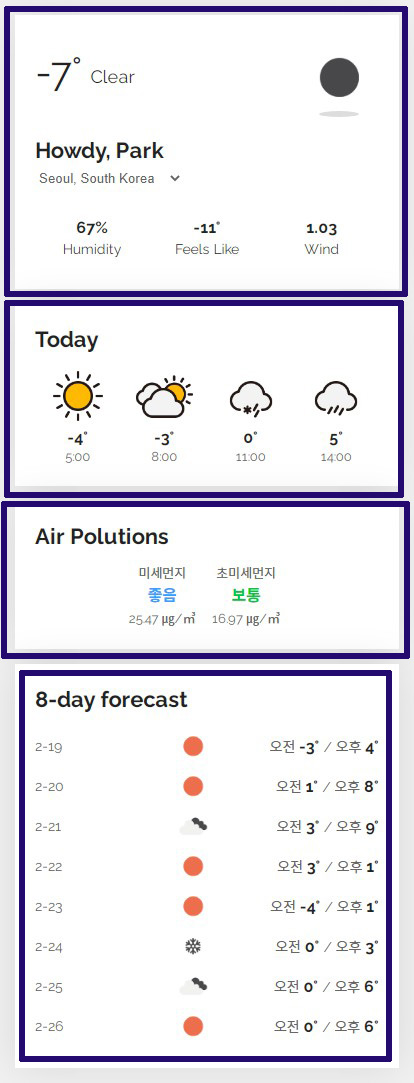 -7° Clear
Howdy, Park
Seoul, South Korea
67% -11° 1.03
Humidity Feels Like Wind
Today
-4° -3° 0° 5°
5:00 8:00 11:00 14:00
Air Polutions
미세먼지 초미세먼지
좋음 보통
25.47 μg/㎥ 16.97 μg/㎥
8-day forecast
2-19 오전 -3° / 오후 4°
2-20 오전 1° / 오후 8°
2-21 오전 3° / 오후 9°
2-22 오전 3° / 오후 1°
2-23 오전 -4° / 오후 1°
2-24 오전 0° / 오후 3°
2-25 오전 0° / 오후 6°
2-26 오전 0° / 오후 6°